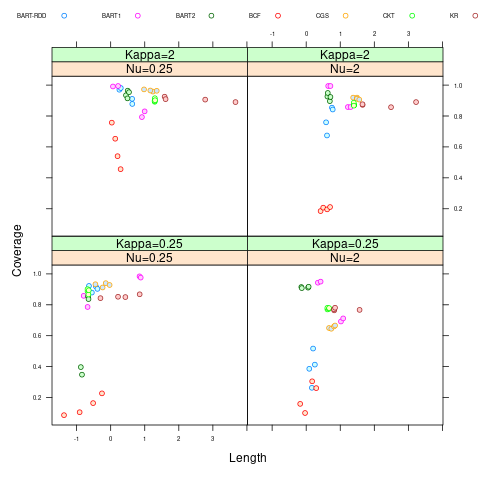 BART-RDD BART1 BART2 BCF CGS CKT KR
-1 0 1 2 3
Kappa=2 Kappa=2
Nu=0.25 Nu=2
1.0
0.8
0.6
0.4
0.2
Kappa=0.25 Kappa=0.25
Nu=0.25 Nu=2
1.0
0.8
0.6
0.4
0.2
-1 0 1 2 3
Coverage
Length